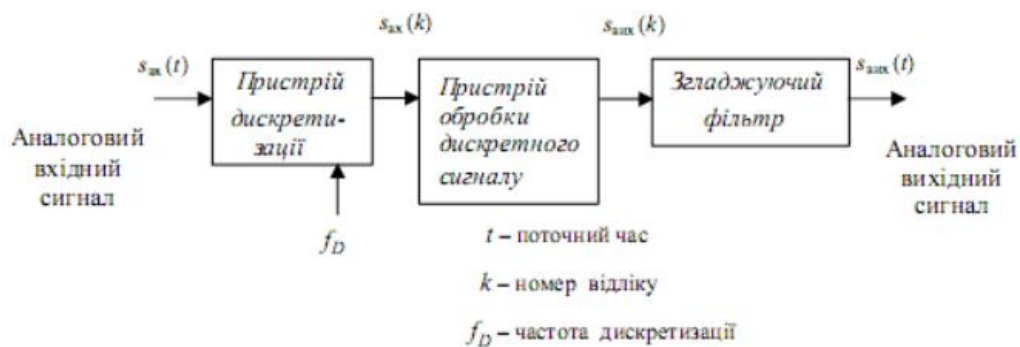 s_вх(k)
s_вих(k)
s_вх(t)
s_вих(t)
Пристрій
дискрети-
зації
Пристрій
обробки
дискретного
сигналу
Згладжуючий
фільтр
Аналоговий
вхідний
сигнал
Аналоговий
вихідний
сигнал
f_D
t – поточний час
k – номер відліку
f_D – частота дискретизації